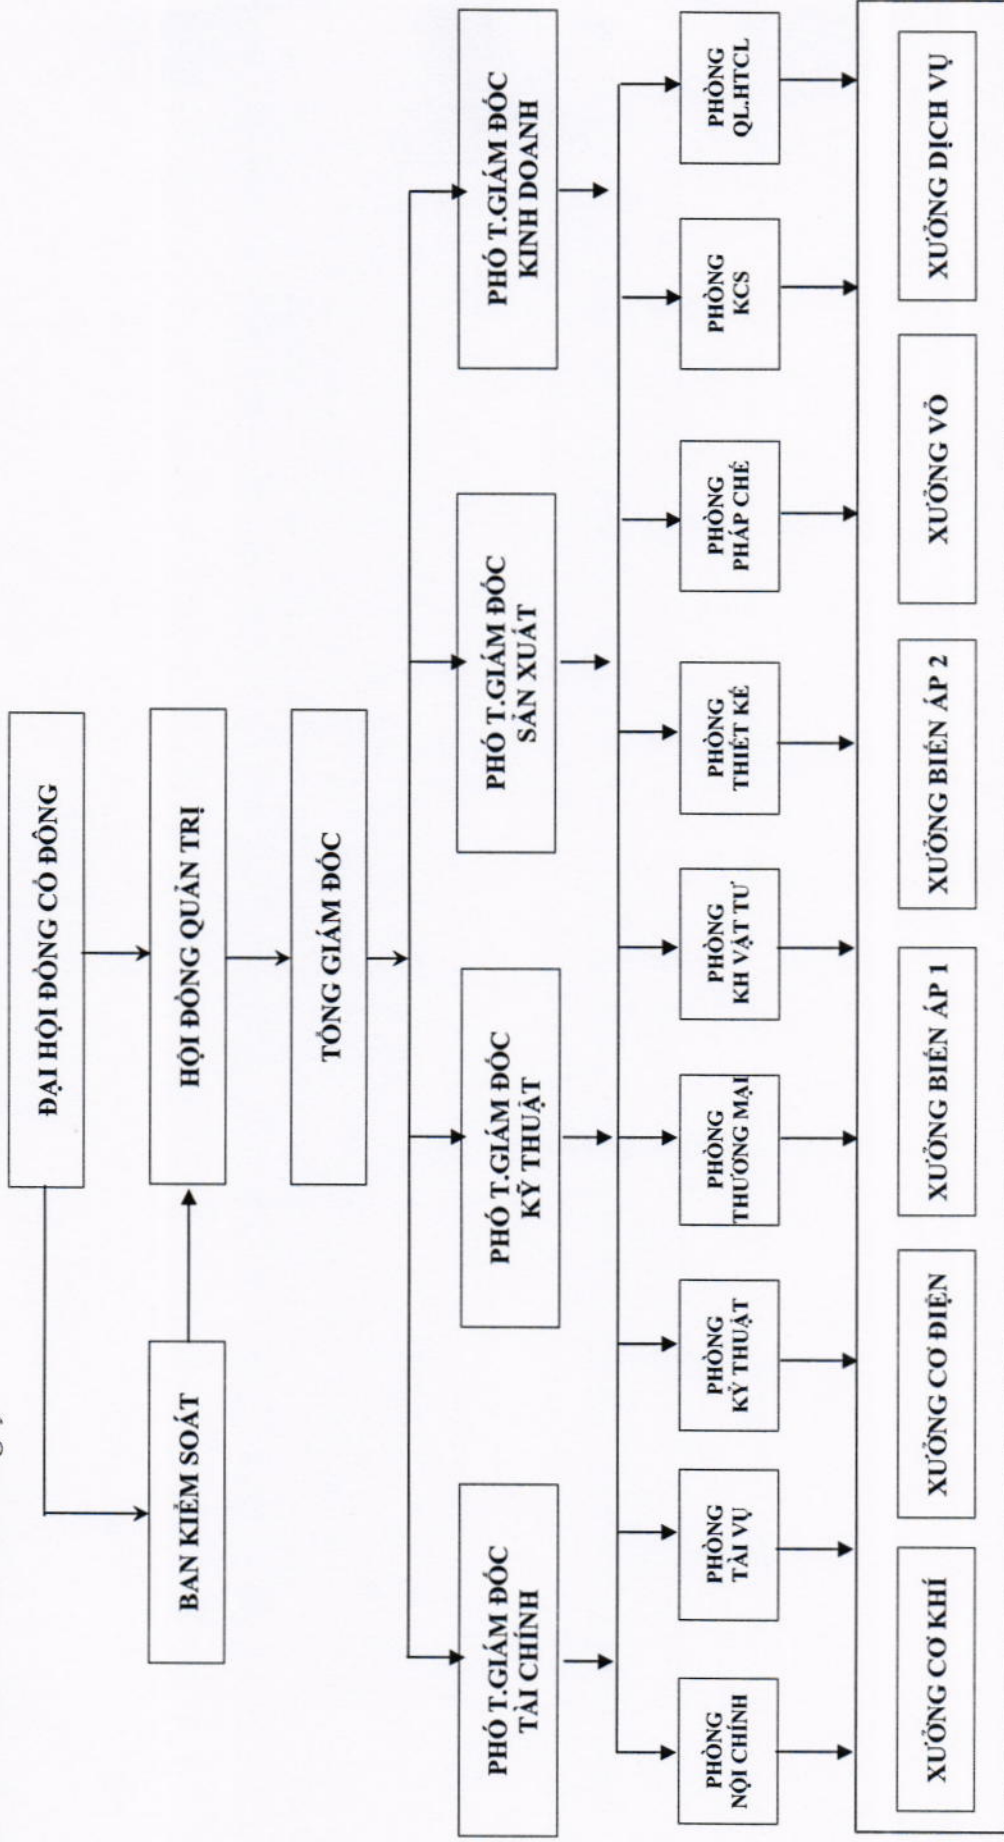 ĐẠI HỘI ĐỒNG CỔ ĐÔNG
BAN KIỂM SOÁT
HỘI ĐỒNG QUẢN TRỊ
TỔNG GIÁM ĐỐC
PHÓ T.GIÁM ĐỐC
TÀI CHÍNH
PHÓ T.GIÁM ĐỐC
KỸ THUẬT
PHÓ T.GIÁM ĐỐC
SẢN XUẤT
PHÓ T.GIÁM ĐỐC
KINH DOANH
PHÒNG
NỘI CHÍNH
PHÒNG
TÀI VỤ
PHÒNG
KỸ THUẬT
PHÒNG
THƯƠNG MẠI
PHÒNG
KH VẬT TƯ
PHÒNG
THIẾT KẾ
PHÒNG
PHÁP CHẾ
PHÒNG
KCS
PHÒNG
QL.HTCL
XƯỞNG CƠ KHÍ
XƯỞNG CƠ ĐIỆN
XƯỞNG BIẾN ÁP 1
XƯỞNG BIẾN ÁP 2
XƯỞNG VỎ
XƯỞNG DỊCH VỤ